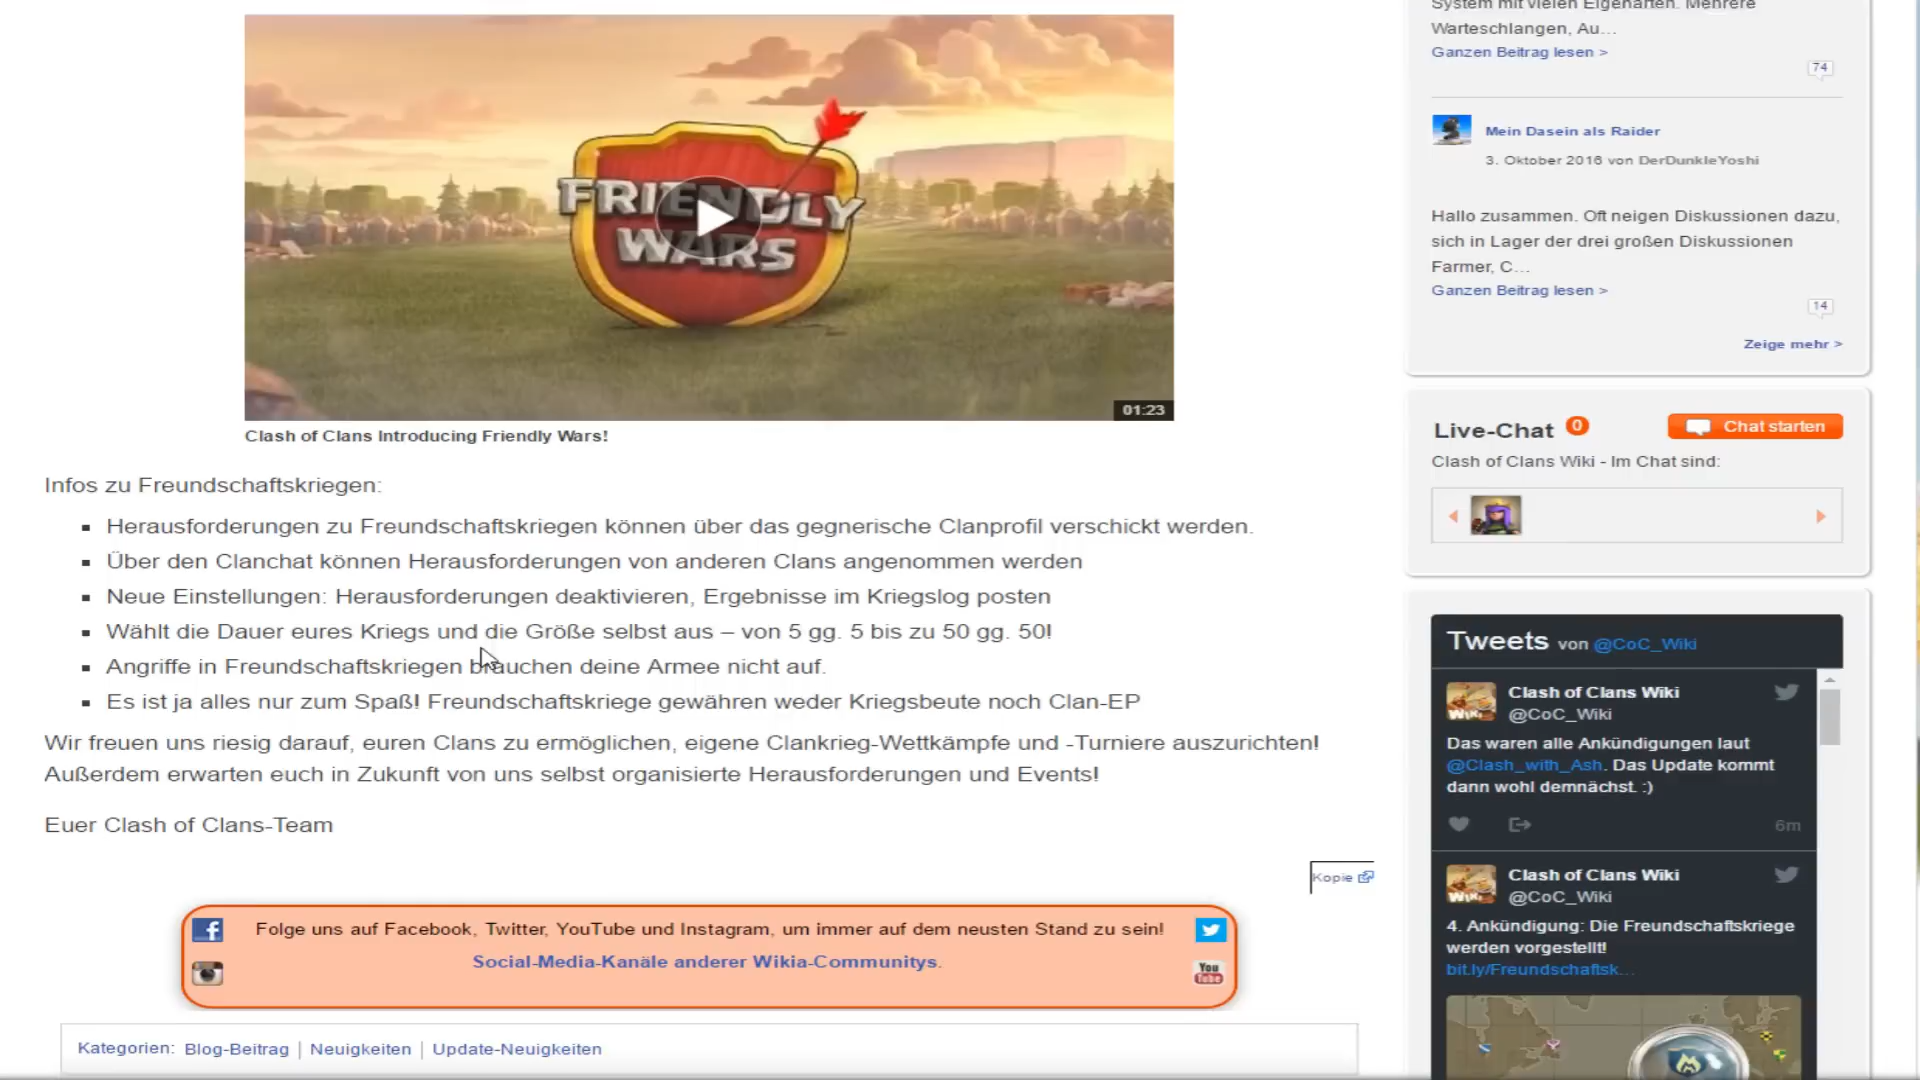 FRIENDLY
WARS
01:23
Clash of Clans Introducing Friendly Wars!
Infos zu Freundschaftskriegen:
Herausforderungen zu Freundschaftskriegen können über das gegnerische Clanprofil verschickt werden.
Über den Clanchat können Herausforderungen von anderen Clans angenommen werden
Neue Einstellungen: Herausforderungen deaktivieren, Ergebnisse im Kriegslog posten
Wählt die Dauer eures Kriegs und die Größe selbst aus – von 5 gg. 5 bis zu 50 gg. 50!
Angriffe in Freundschaftskriegen brauchen deine Armee nicht auf.
Es ist ja alles nur zum Spaß! Freundschaftskriege gewähren weder Kriegsbeute noch Clan-EP
Wir freuen uns riesig darauf, euren Clans zu ermöglichen, eigene Clankrieg-Wettkämpfe und -Turniere auszurichten!
Außerdem erwarten euch in Zukunft von uns selbst organisierte Herausforderungen und Events!
Euer Clash of Clans-Team
Kopie
Folge uns auf Facebook, Twitter, YouTube und Instagram, um immer auf dem neusten Stand zu sein!
Social-Media-Kanäle anderer Wikia-Communitys.
You
Tube
Kategorien: Blog-Beitrag | Neuigkeiten | Update-Neuigkeiten
System mit vielen Eigenarten. Mehrere
Warteschlangen, Au...
Ganzen Beitrag lesen >
74
Mein Dasein als Raider
3. Oktober 2016 von DerDunkleYoshi
Hallo zusammen. Oft neigen Diskussionen dazu,
sich in Lager der drei großen Diskussionen
Farmer, C...
Ganzen Beitrag lesen >
14
Zeige mehr >
Live-Chat 0
Chat starten
Clash of Clans Wiki - Im Chat sind:
Tweets von @CoC_Wiki
Clash of Clans Wiki
@CoC_Wiki
WIKI
Das waren alle Ankündigungen laut
@Clash_with_Ash. Das Update kommt
dann wohl demnächst. :)
6m
Clash of Clans Wiki
@CoC_Wiki
WIKI
4. Ankündigung: Die Freundschaftskriege
werden vorgestellt!
bit.ly/Freundschaftsk...